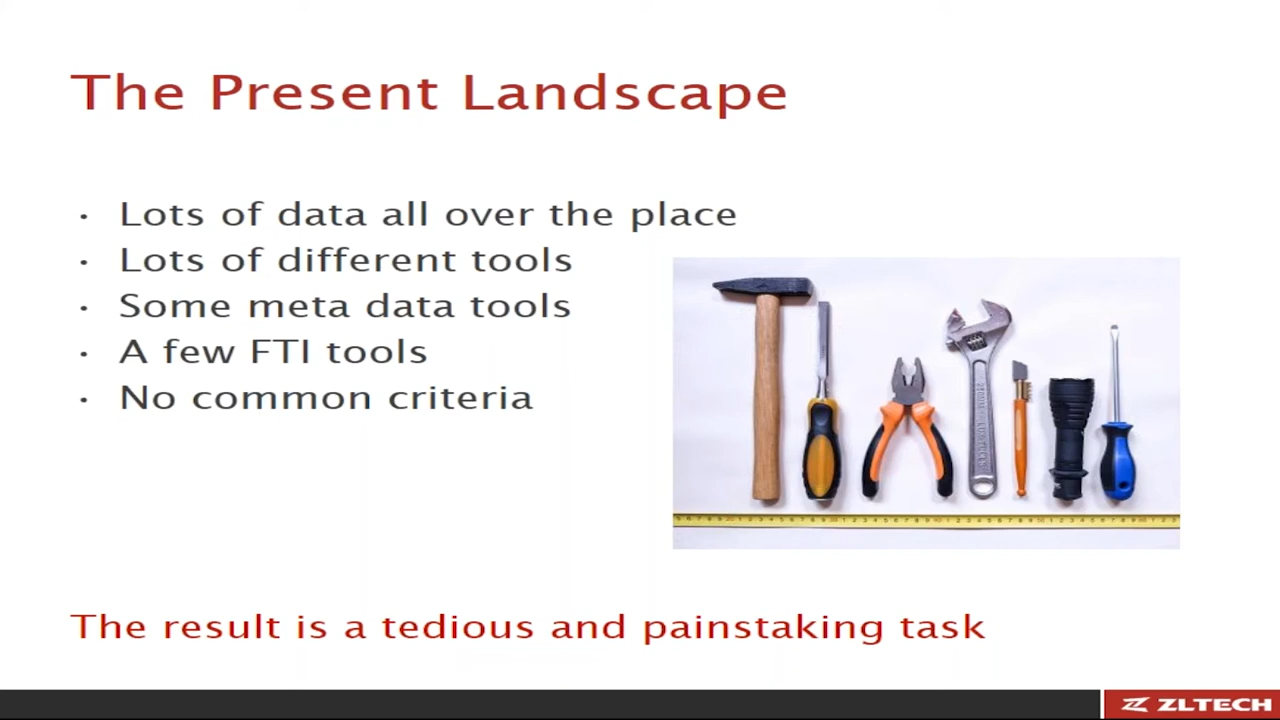 The Present Landscape
· Lots of data all over the place
· Lots of different tools
· Some meta data tools
· A few FTI tools
· No common criteria
The result is a tedious and painstaking task
ZLTECH